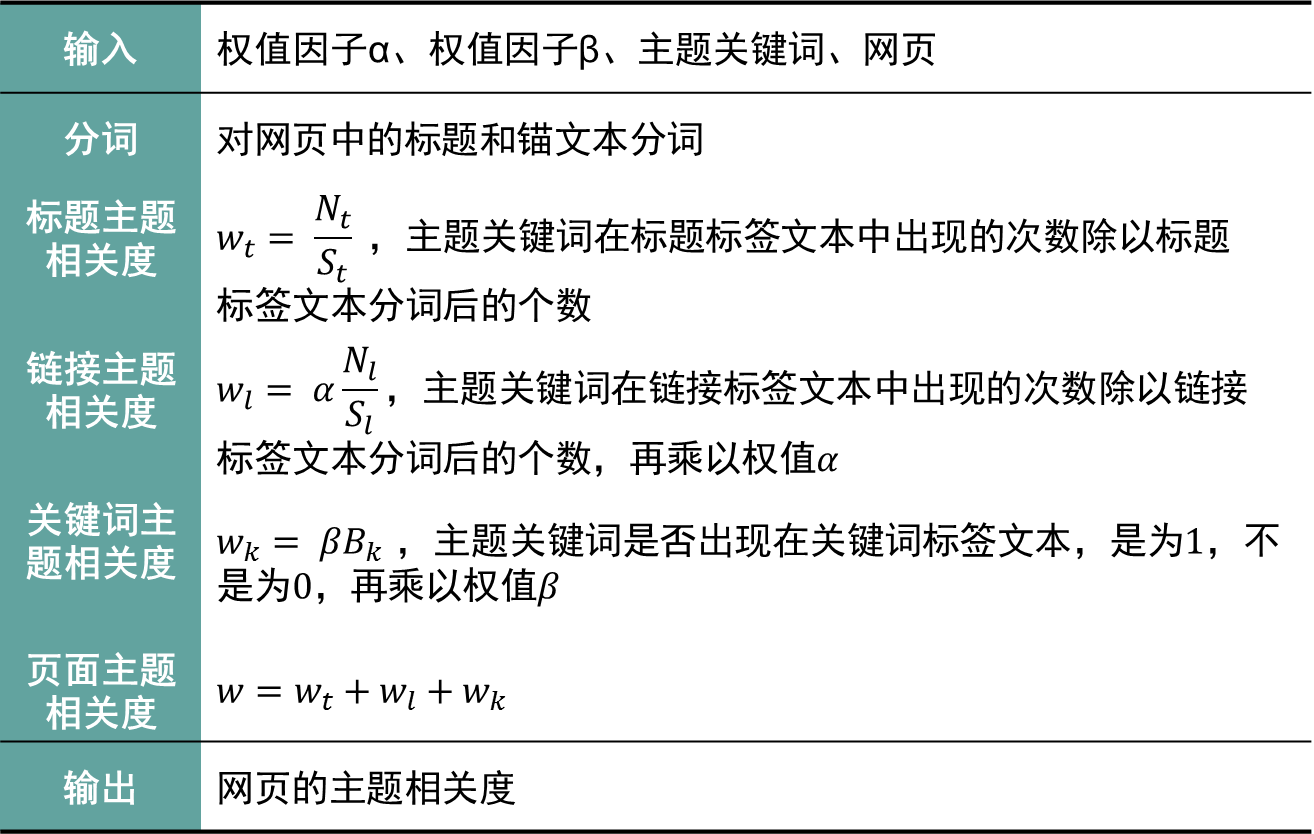 输入
权值因子α、权值因子β、主题关键词、网页
分词
对网页中的标题和锚文本分词
标题主题
相关度
w_t = N_t/S_t ，主题关键词在标题标签文本中出现的次数除以标题
标签文本分词后的个数
链接主题
相关度
w_l = α N_l/S_l，主题关键词在链接标签文本中出现的次数除以链接
标签文本分词后的个数，再乘以权值α
关键词主
题相关度
w_k = βB_k ，主题关键词是否出现在关键词标签文本，是为1，不
是为0，再乘以权值β
页面主题
相关度
w = w_t + w_l + w_k
输出
网页的主题相关度